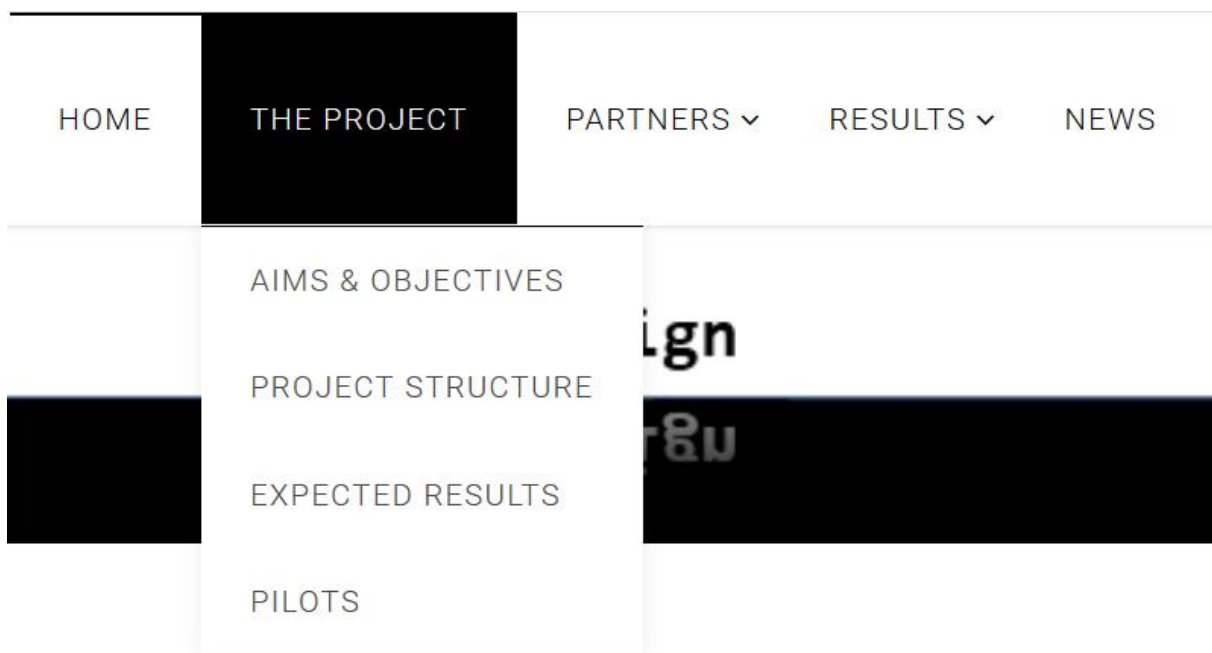 HOME THE PROJECT PARTNERS RESULTS NEWS
AIMS & OBJECTIVES
PROJECT STRUCTURE
EXPECTED RESULTS
PILOTS